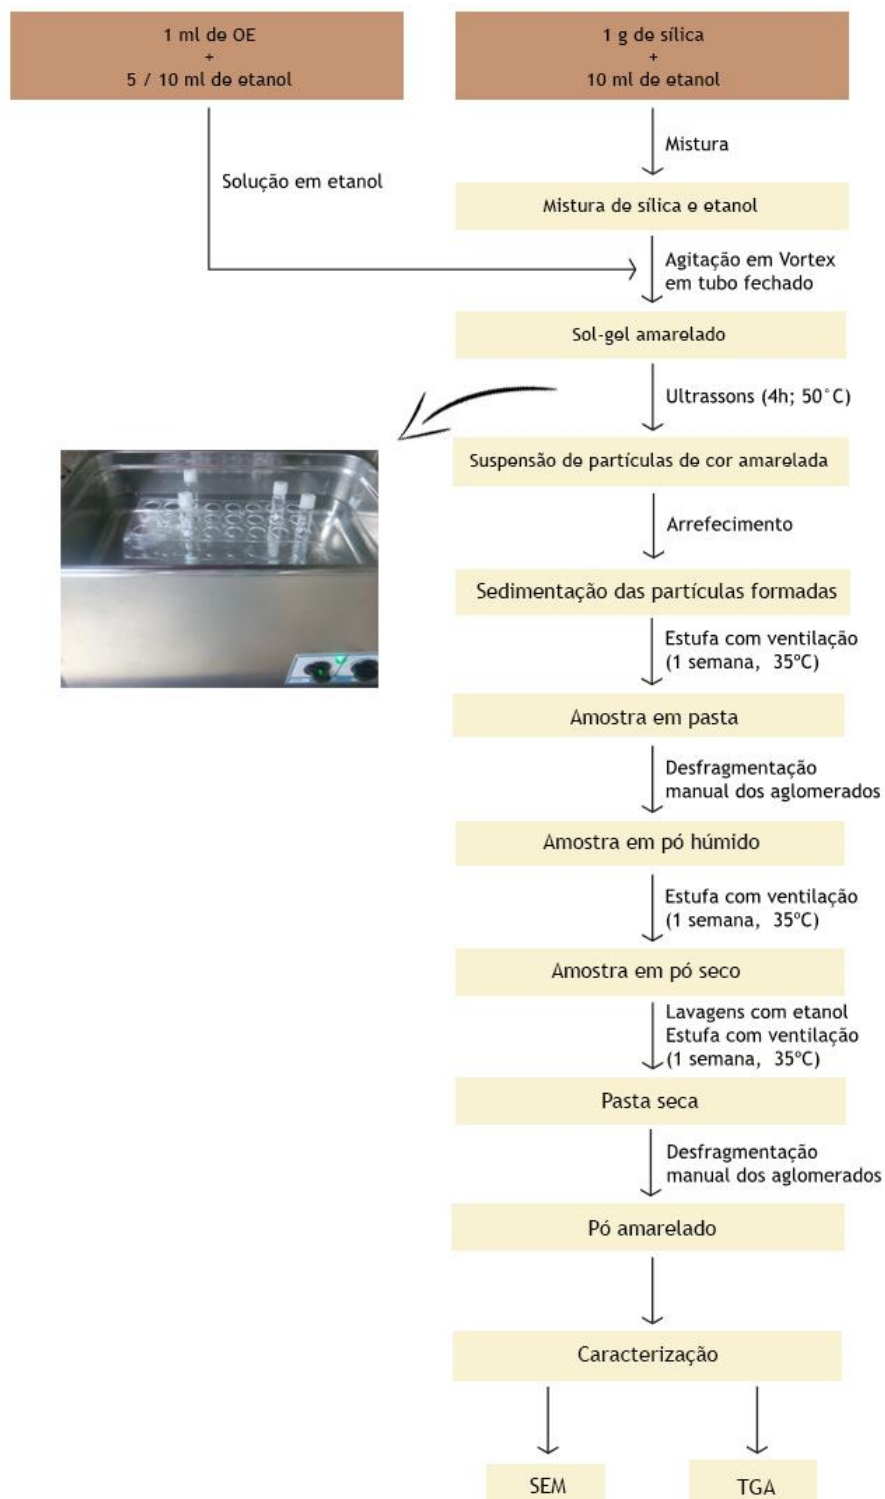 1 ml de OE
+
5 / 10 ml de etanol
1 g de sílica
+
10 ml de etanol
Solução em etanol
Mistura
Mistura de sílica e etanol
Agitação em Vortex
em tubo fechado
Sol-gel amarelado
Ultrassons (4h; 50°C)
Suspensão de partículas de cor amarelada
Arrefecimento
Sedimentação das partículas formadas
Estufa com ventilação
(1 semana, 35ºC)
Amostra em pasta
Desfragmentação
manual dos aglomerados
Amostra em pó húmido
Estufa com ventilação
(1 semana, 35ºC)
Amostra em pó seco
Lavagens com etanol
Estufa com ventilação
(1 semana, 35ºC)
Pasta seca
Desfragmentação
manual dos aglomerados
Pó amarelado
Caracterização
SEM
TGA